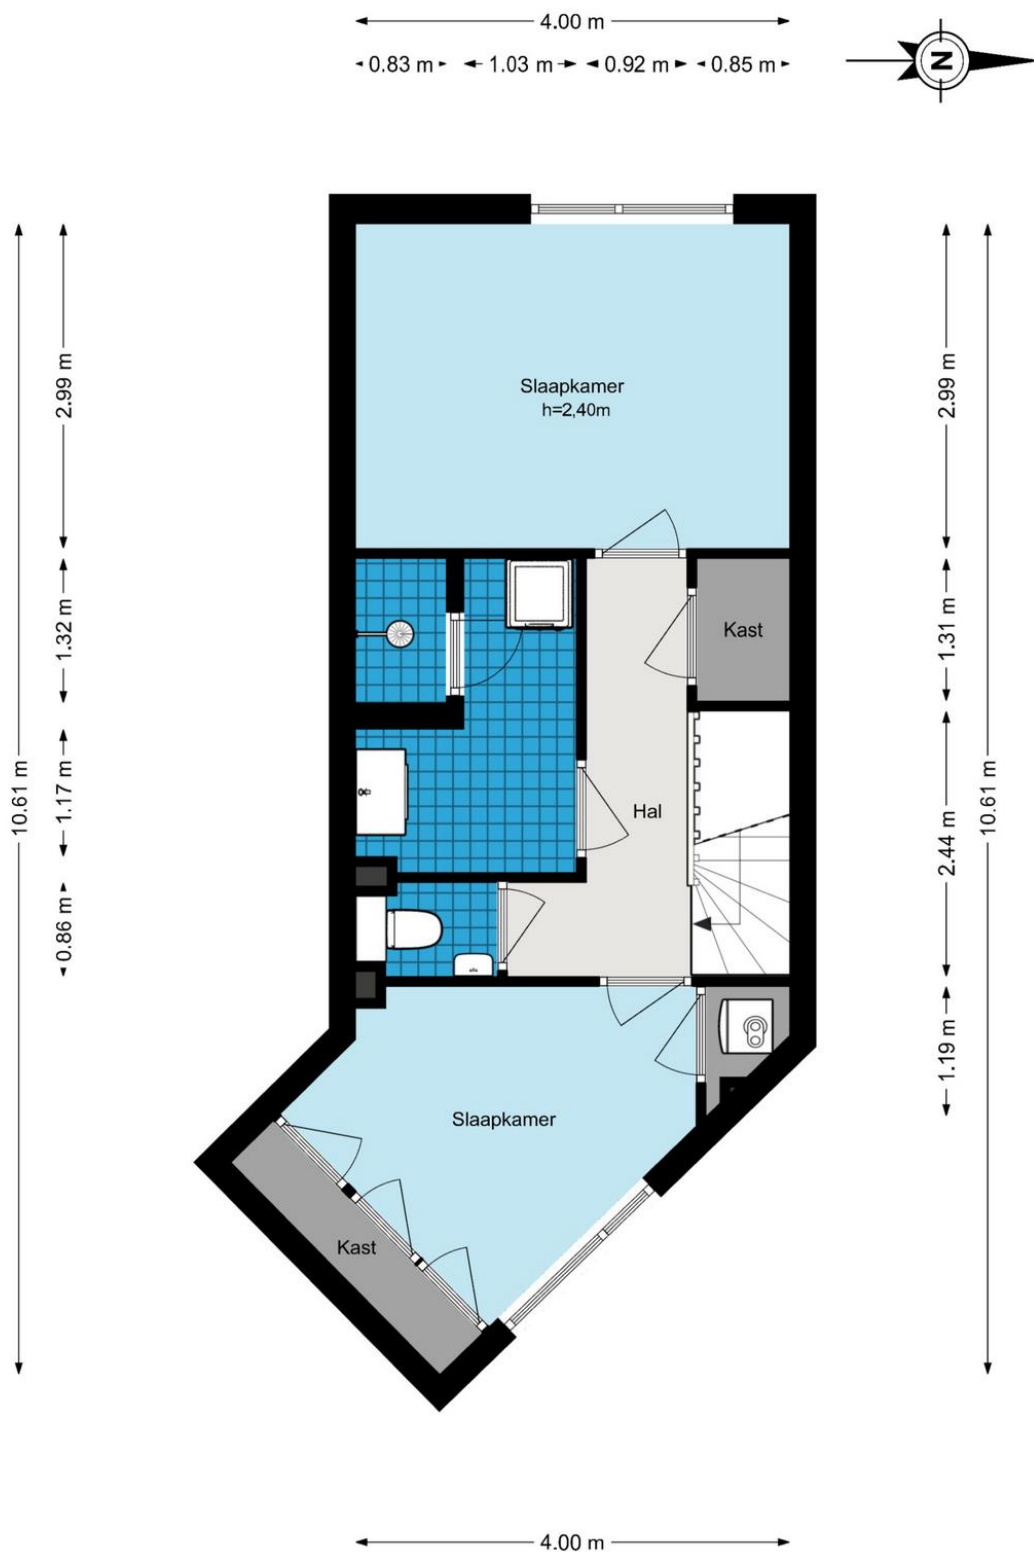 4.00 m
0.83 m
1.03 m
0.92 m
0.85 m
N
Slaapkamer
h=2,40m
2.99 m
2.99 m
1.32 m
1.31 m
Kast
10.61 m
1.17 m
Hal
2.44 m
10.61 m
0.86 m
1.19 m
Slaapkamer
Kast
4.00 m